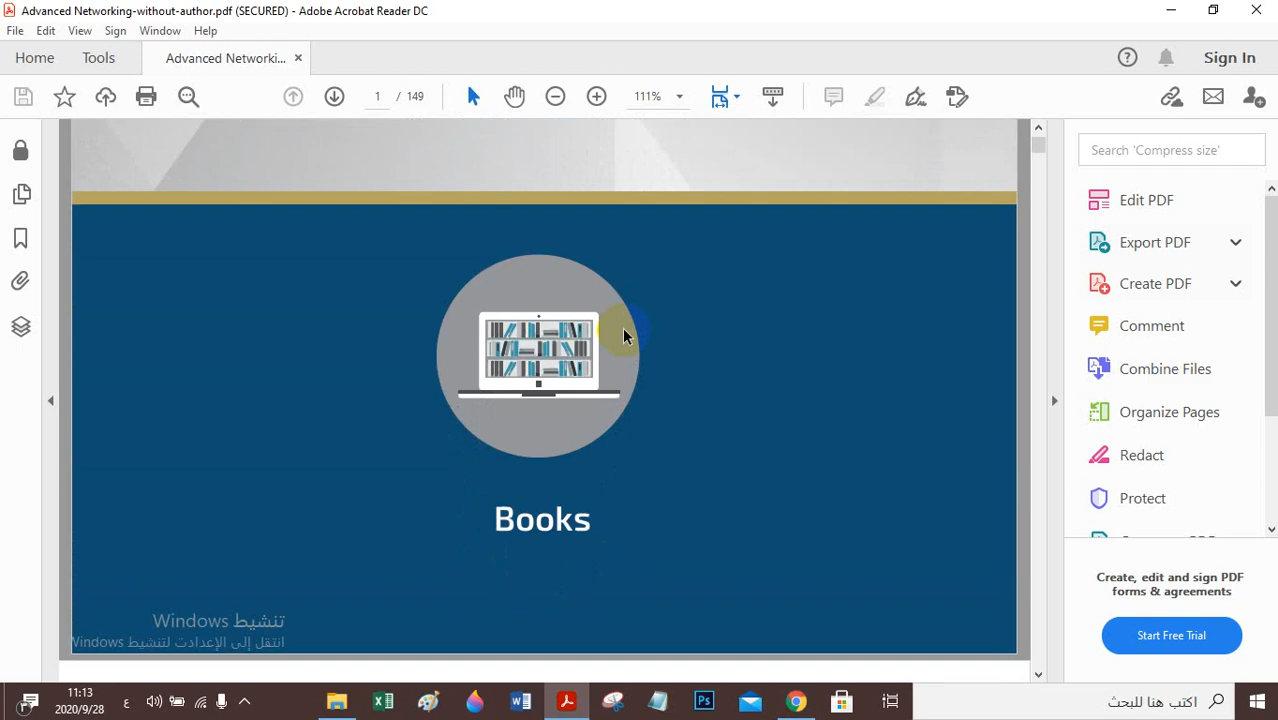 Advanced Networking-without-author.pdf (SECURED) - Adobe Acrobat Reader DC
File Edit View Sign Window Help
Home Tools Advanced Networki... Sign In
1 / 149 111%
Search 'Compress size'
Edit PDF
Export PDF
Create PDF
Comment
Combine Files
Organize Pages
Redact
Protect
Books
Create, edit and sign PDF
forms & agreements
Start Free Trial
تنشيط Windows
انتقل إلى الإعدادت لتنشيط Windows
11:13
2020/9/28
ع
اكتب هنا للبحث